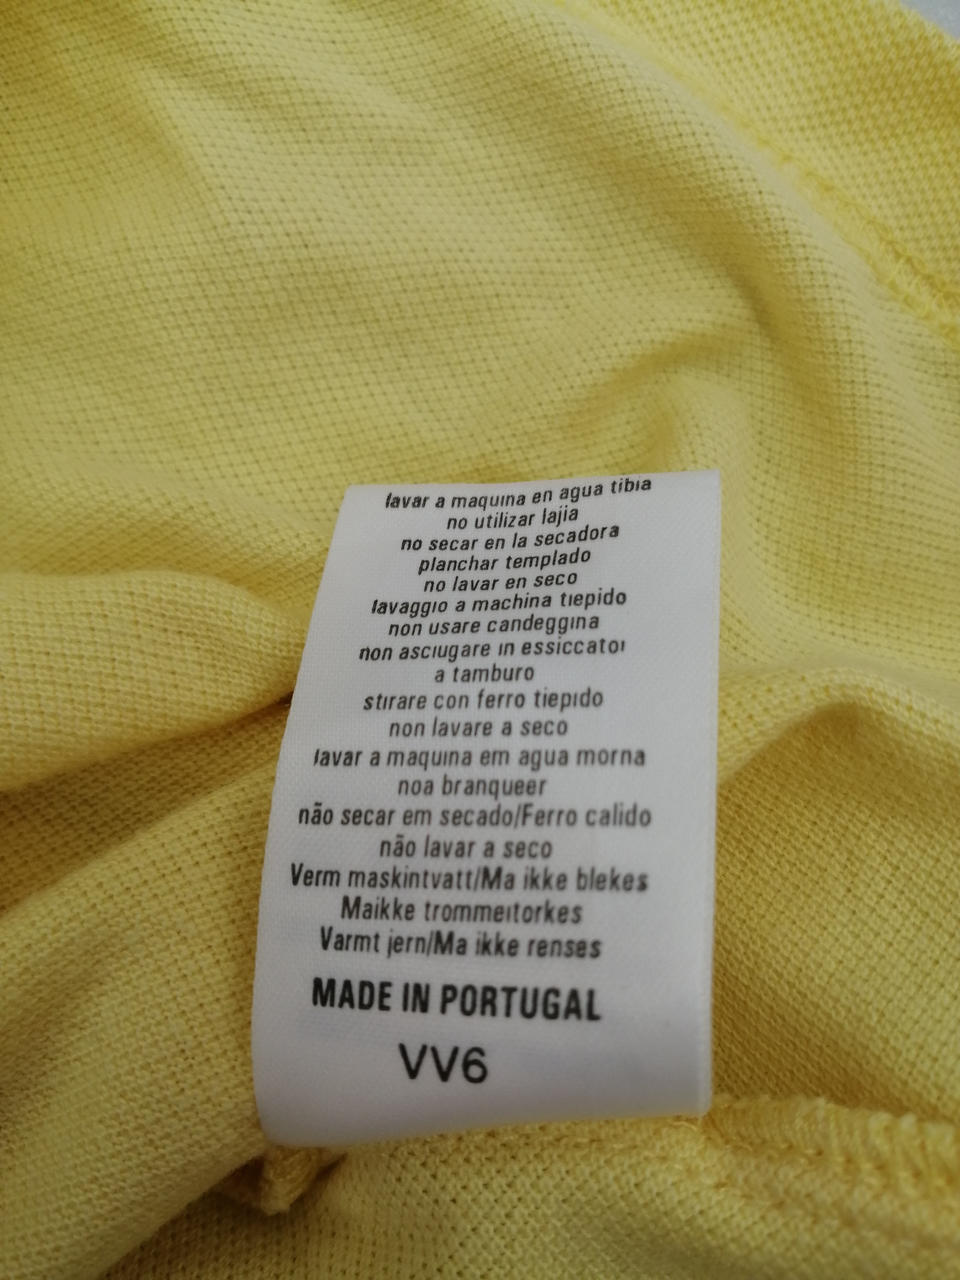 lavar a maquina en agua tibia
no utilizar lajia
no secar en la secadora
planchar templado
no lavar en seco
lavaggio a machina tiepido
non usare candeggina
non asciugare in essiccatoi
a tamburo
stirare con ferro tiepido
non lavare a seco
lavar a maquina em agua morna
noa branqueer
não secar em secado/Ferro calido
não lavar a seco
Verm maskintvatt/Ma ikke blekes
Maikke trommeitorkes
Varmt jern/Ma ikke renses
MADE IN PORTUGAL
VV6